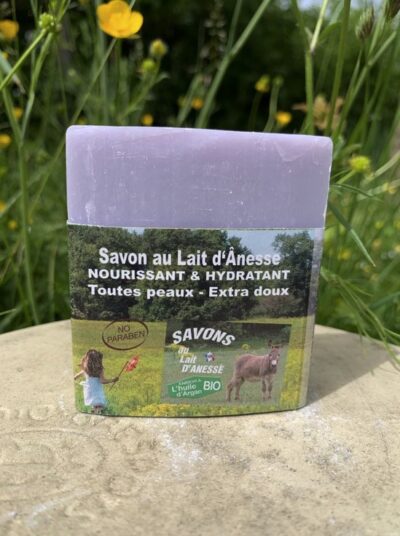 Savon au Lait d'Ânesse
NOURISSANT & HYDRATANT
Toutes peaux - Extra doux
NO
PARABEN
SAVONS
au
Lait
D'ANESSE
L'huile
d'Argan
BIO